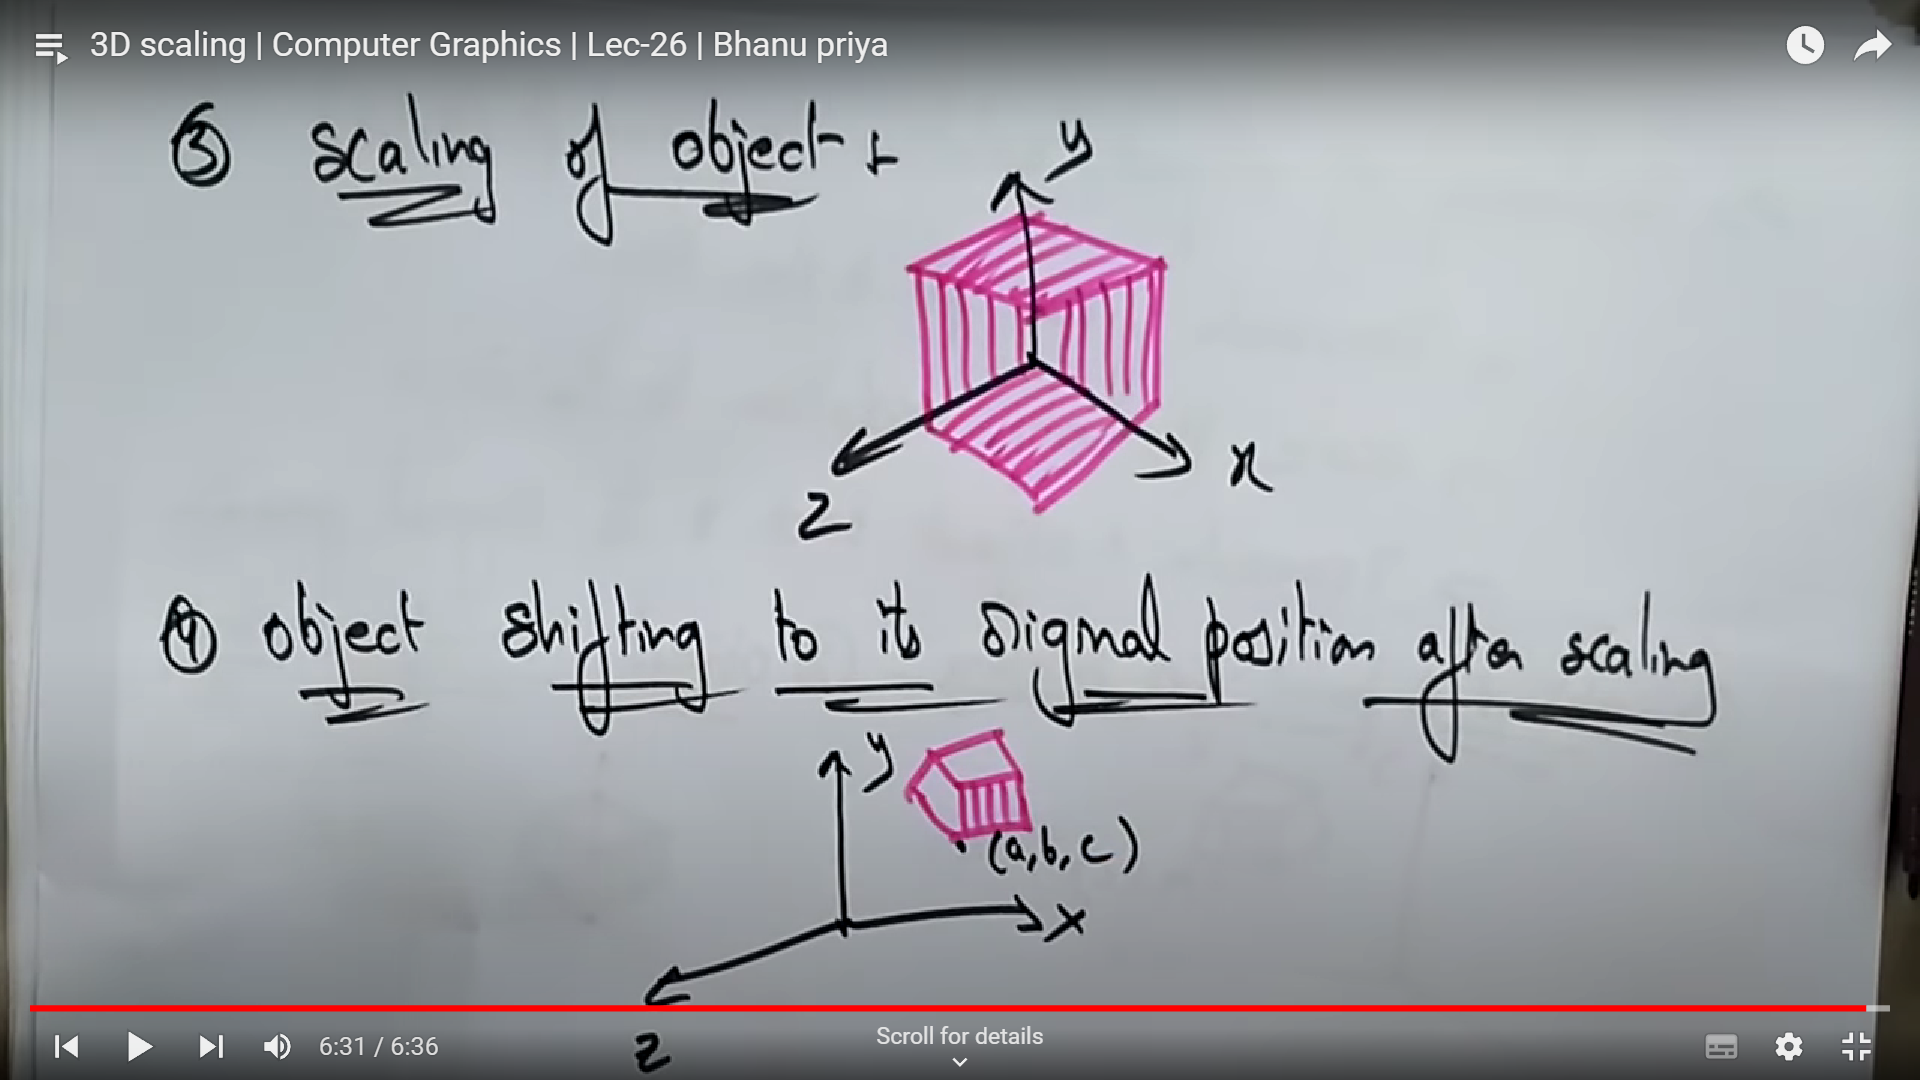 3D scaling | Computer Graphics | Lec-26 | Bhanu priya
③ scaling of object
y
x
z
④ object shifting to its original position after scaling
y
(a, b, c)
x
z
6:31 / 6:36
Scroll for details